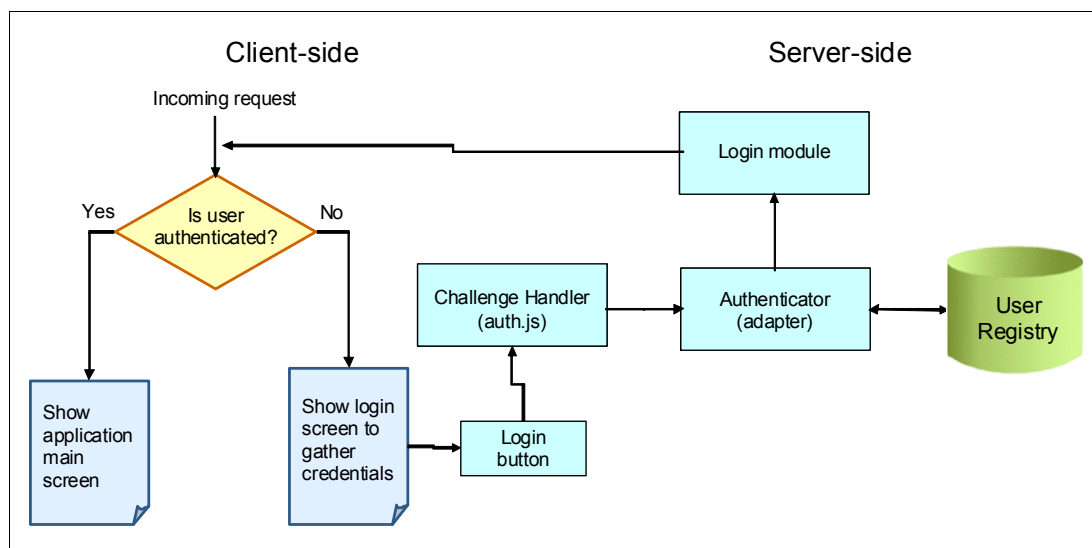 Client-side
Server-side
Incoming request
Login module
Yes
No
Is user
authenticated?
Challenge Handler
(auth.js)
Authenticator
(adapter)
User
Registry
Show
application
main
screen
Show login
screen to
gather
credentials
Login
button